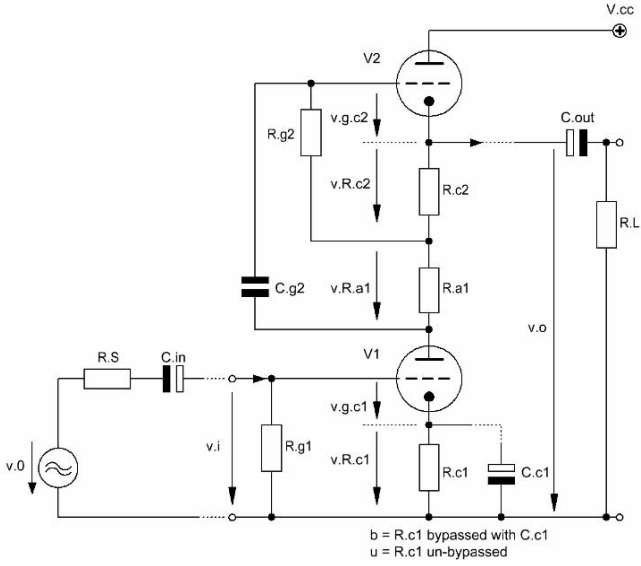 V.cc
V2
C.out
v.g.c2
R.g2
v.R.c2
R.c2
R.L
v.R.a1
R.a1
C.g2
v.o
V1
R.S
C.in
v.g.c1
v.0
v.i
R.g1
v.R.c1
R.c1
C.c1
b = R.c1 bypassed with C.c1
u = R.c1 un-bypassed